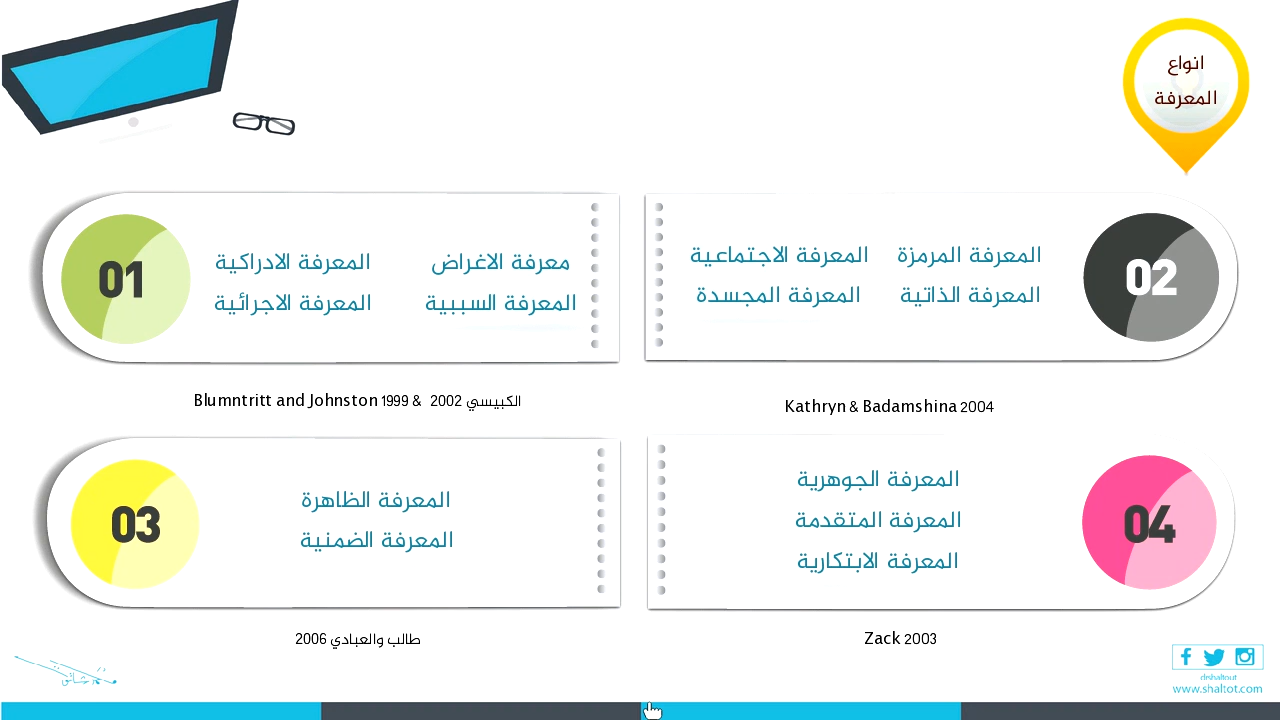 انواع
المعرفة
01
معرفة الاغراض المعرفة الادراكية
المعرفة السببية المعرفة الاجرائية
Blumntritt and Johnston 1999 & 2002 الكبيسي
02
المعرفة المرمزة المعرفة الاجتماعية
المعرفة الذاتية المعرفة المجسدة
Kathryn & Badamshina 2004
03
المعرفة الظاهرة
المعرفة الضمنية
طالب والعبادي 2006
04
المعرفة الجوهرية
المعرفة المتقدمة
المعرفة الابتكارية
Zack 2003
drshaltout
www.shaltot.com